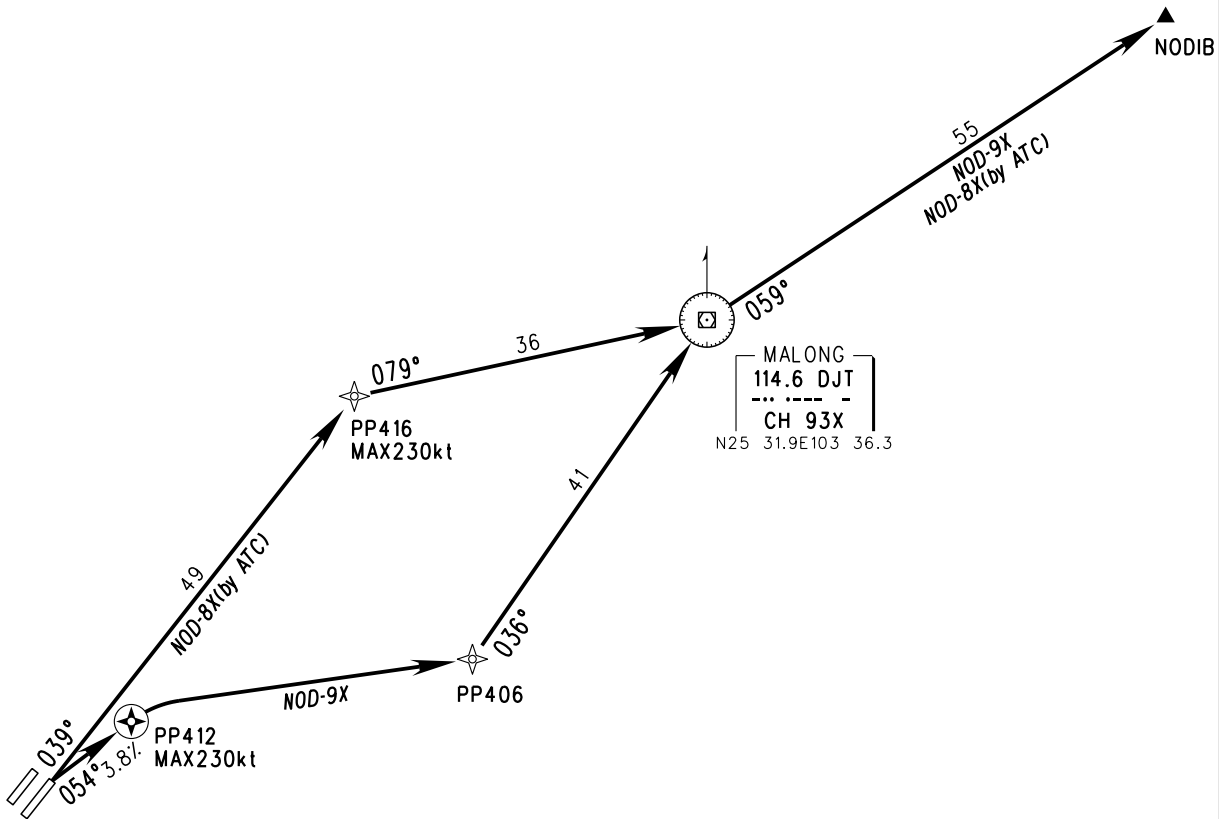 NODIB
55
NOD-9X
NOD-8X(by ATC)
059°
MALONG
114.6 DJT
CH 93X
N25 31.9E103 36.3
36
079°
PP416
MAX230kt
41
49
NOD-8X(by ATC)
036°
PP406
NOD-9X
PP412
MAX230kt
039°
054°
3.8%